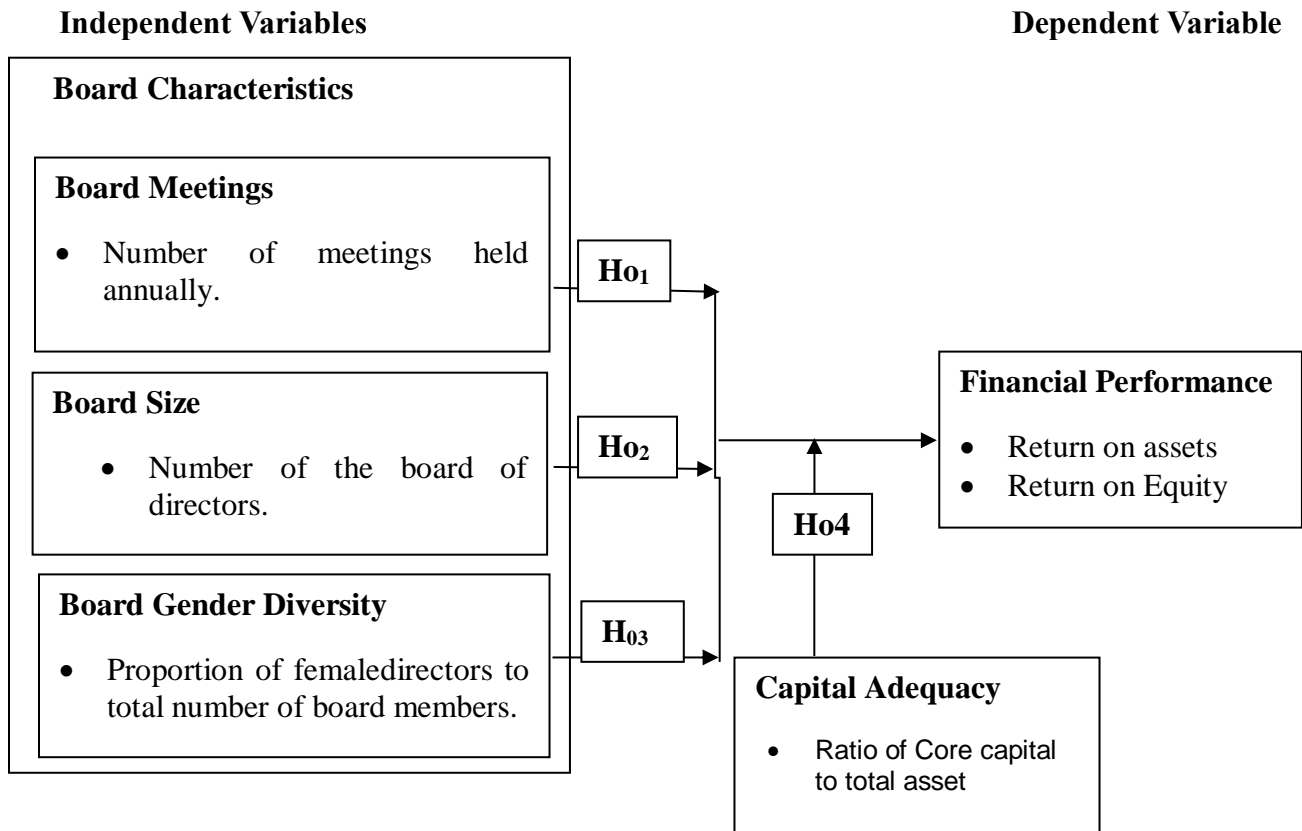 Independent Variables
Dependent Variable
Board Characteristics
Board Meetings
• Number of meetings held
annually.
Ho1
Board Size
• Number of the board of
directors.
Ho2
Board Gender Diversity
• Proportion of femaledirectors to
total number of board members.
H03
Ho4
Financial Performance
• Return on assets
• Return on Equity
Capital Adequacy
• Ratio of Core capital
to total asset